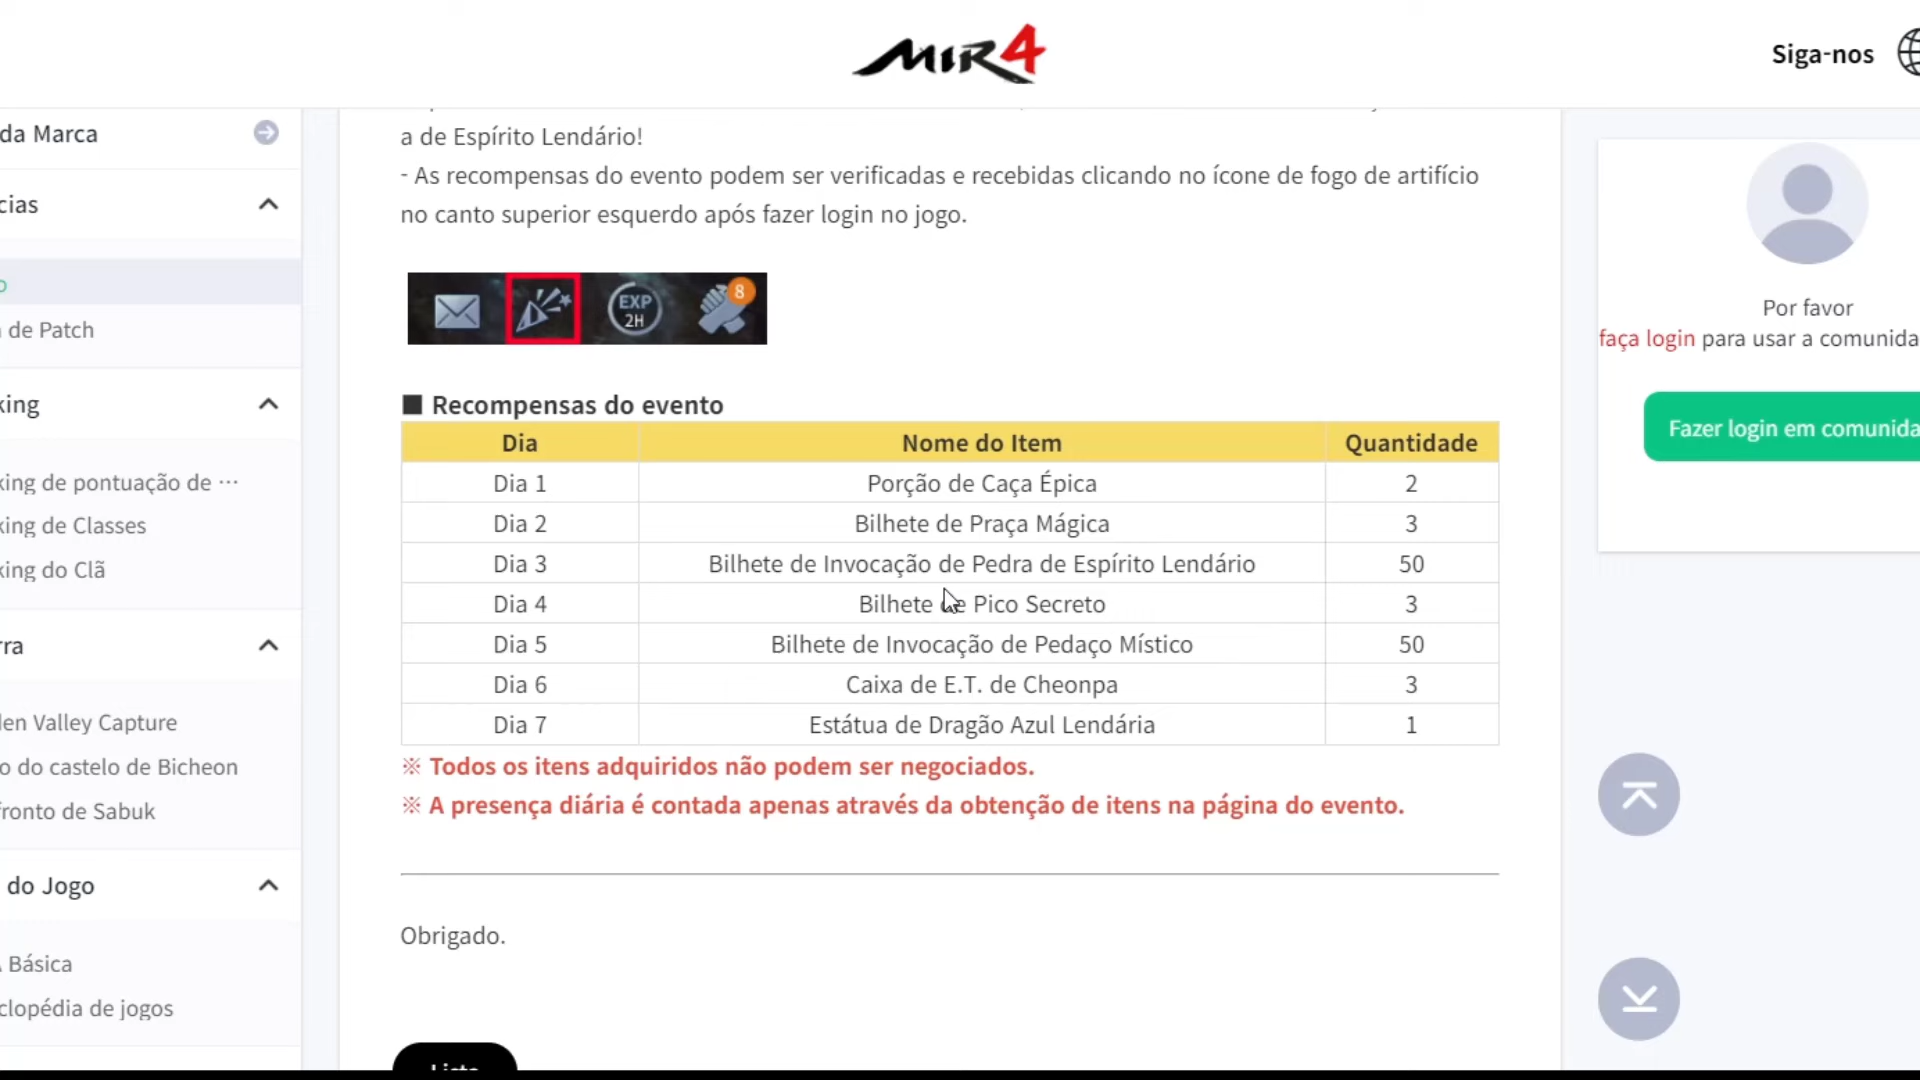 MIR4
Siga-nos
da Marca
cias
o
de Patch
king
king de pontuação de ···
king de Classes
king do Clã
rra
len Valley Capture
o do castelo de Bicheon
fronto de Sabuk
do Jogo
Básica
clopédia de jogos
a de Espírito Lendário!
- As recompensas do evento podem ser verificadas e recebidas clicando no ícone de fogo de artifício
no canto superior esquerdo após fazer login no jogo.
EXP
2H
8
■ Recompensas do evento
Dia Nome do Item Quantidade
Dia 1 Porção de Caça Épica 2
Dia 2 Bilhete de Praça Mágica 3
Dia 3 Bilhete de Invocação de Pedra de Espírito Lendário 50
Dia 4 Bilhete de Pico Secreto 3
Dia 5 Bilhete de Invocação de Pedaço Místico 50
Dia 6 Caixa de E.T. de Cheonpa 3
Dia 7 Estátua de Dragão Azul Lendária 1
※ Todos os itens adquiridos não podem ser negociados.
※ A presença diária é contada apenas através da obtenção de itens na página do evento.
Obrigado.
Lista
Por favor
faça login para usar a comunida
Fazer login em comunida